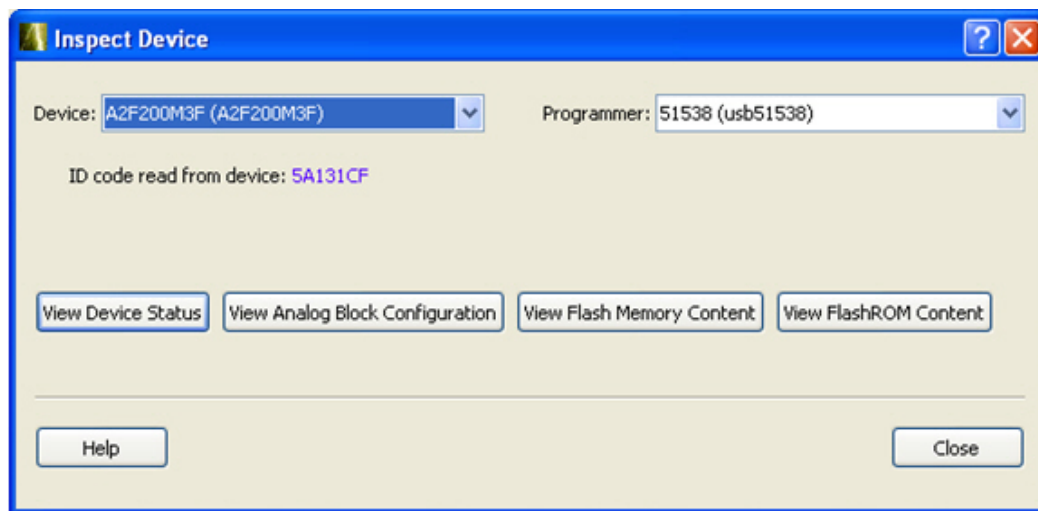 Inspect Device
Device: A2F200M3F (A2F200M3F) Programmer: 51538 (usb51538)
ID code read from device: 5A131CF
View Device Status View Analog Block Configuration View Flash Memory Content View FlashROM Content
Help Close